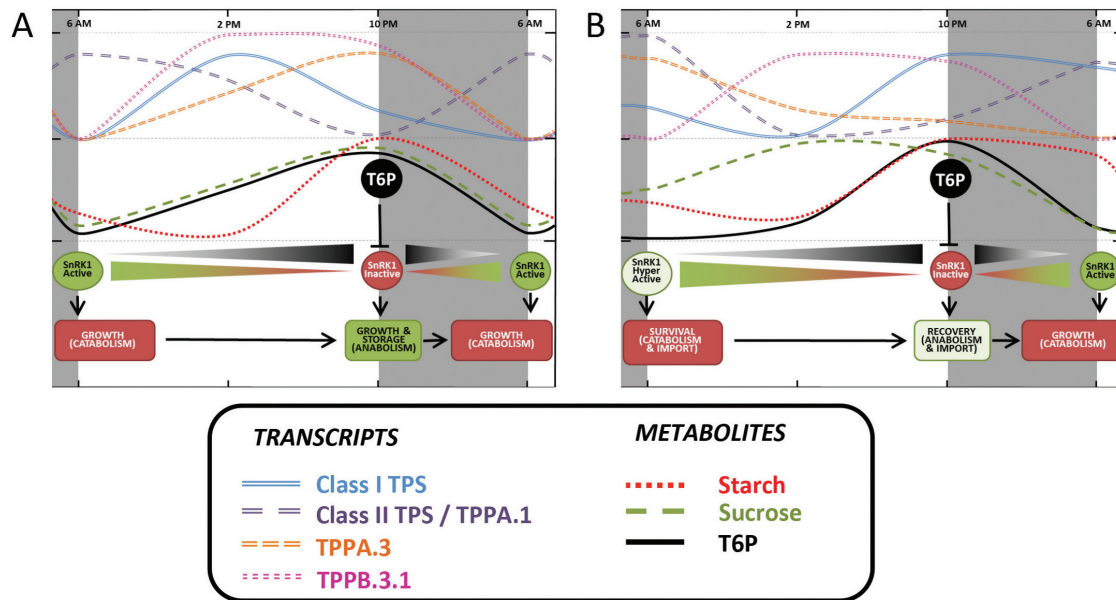 A
6 AM 2 PM 10 PM 6 AM
T6P
SnRK1
Active
SnRK1
Inactive
SnRK1
Active
GROWTH
(CATABOLISM)
GROWTH &
STORAGE
(ANABOLISM)
GROWTH
(CATABOLISM)
B
6 AM 2 PM 10 PM 6 AM
T6P
SnRK1
Hyper
Active
SnRK1
Inactive
SnRK1
Active
SURVIVAL
(CATABOLISM
& IMPORT)
RECOVERY
(ANABOLISM
& IMPORT)
GROWTH
(CATABOLISM)
TRANSCRIPTS
Class I TPS
Class II TPS / TPPA.1
TPPA.3
TPPB.3.1
METABOLITES
Starch
Sucrose
T6P